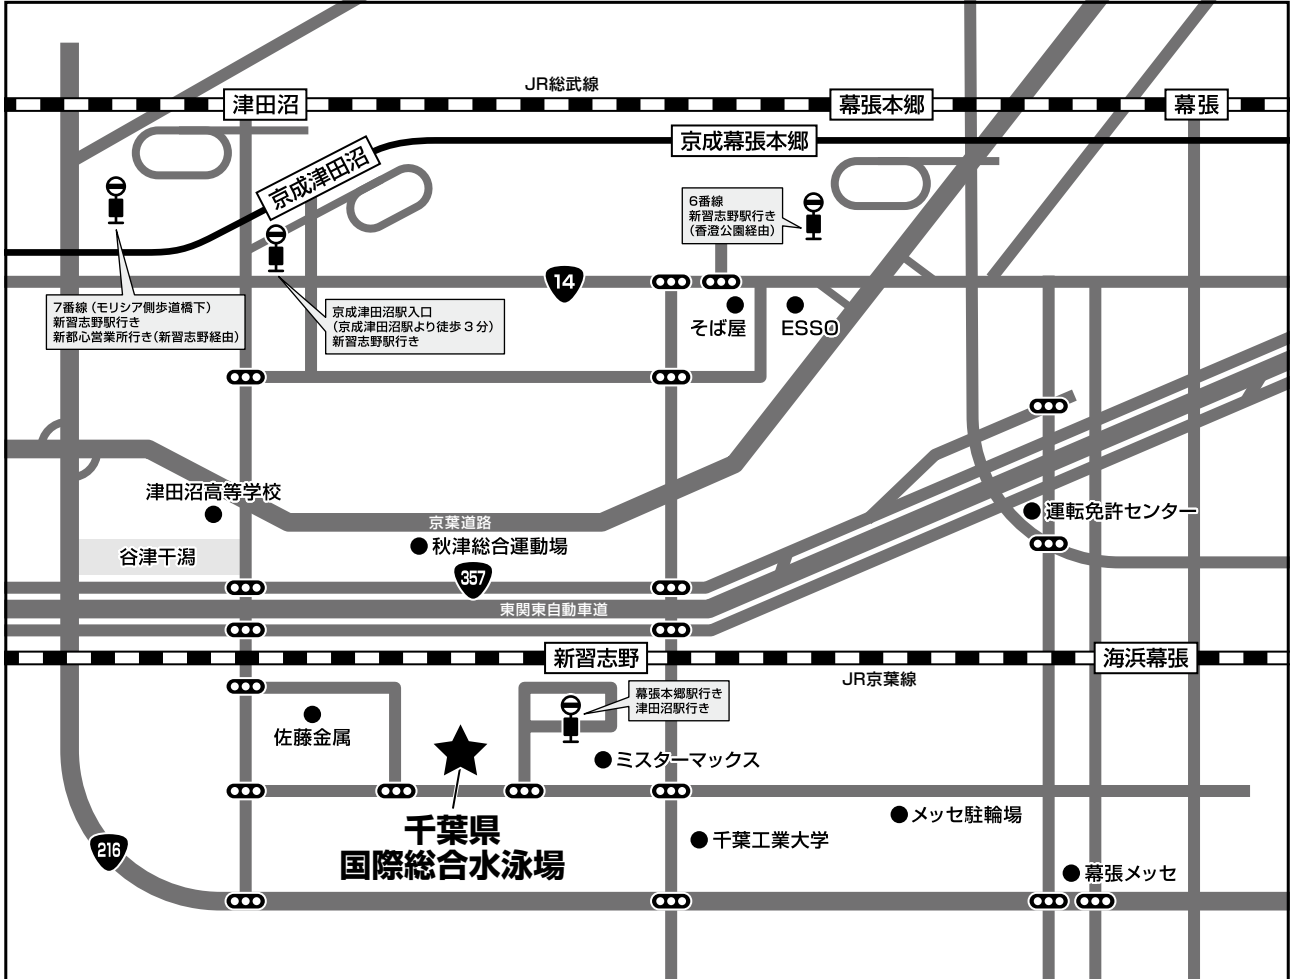 JR総武線
津田沼
幕張本郷
幕張
京成幕張本郷
京成津田沼
6番線
新習志野駅行き
(香澄公園経由)
14
7番線(モリシア側歩道橋下)
新習志野駅行き
新都心営業所行き(新習志野経由)
京成津田沼駅入口
(京成津田沼駅より徒歩3分)
新習志野駅行き
そば屋
ESSO
津田沼高等学校
京葉道路
運転免許センター
秋津総合運動場
谷津干潟
357
東関東自動車道
新習志野
海浜幕張
JR京葉線
幕張本郷駅行き
津田沼駅行き
佐藤金属
ミスターマックス
メッセ駐輪場
千葉県
国際総合水泳場
千葉工業大学
216
幕張メッセ